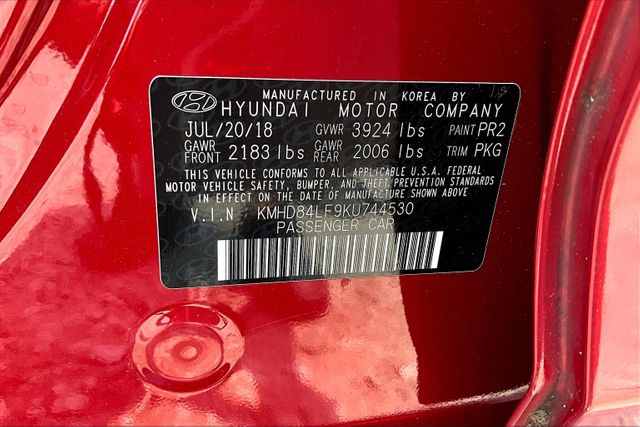 MANUFACTURED IN KOREA BY
HYUNDAI MOTOR COMPANY
JUL/20/18 GVWR 3924 lbs PAINT PR2
GAWR FRONT 2183 lbs GAWR REAR 2006 lbs TRIM PKG
THIS VEHICLE CONFORMS TO ALL APPLICABLE U.S.A. FEDERAL
MOTOR VEHICLE SAFETY, BUMPER, AND THEFT PREVENTION
STANDARDS IN EFFECT ON THE DATE OF MANUFACTURE SHOWN ABOVE.
V.I.N KMHD84LF9KU744530
PASSENGER CAR